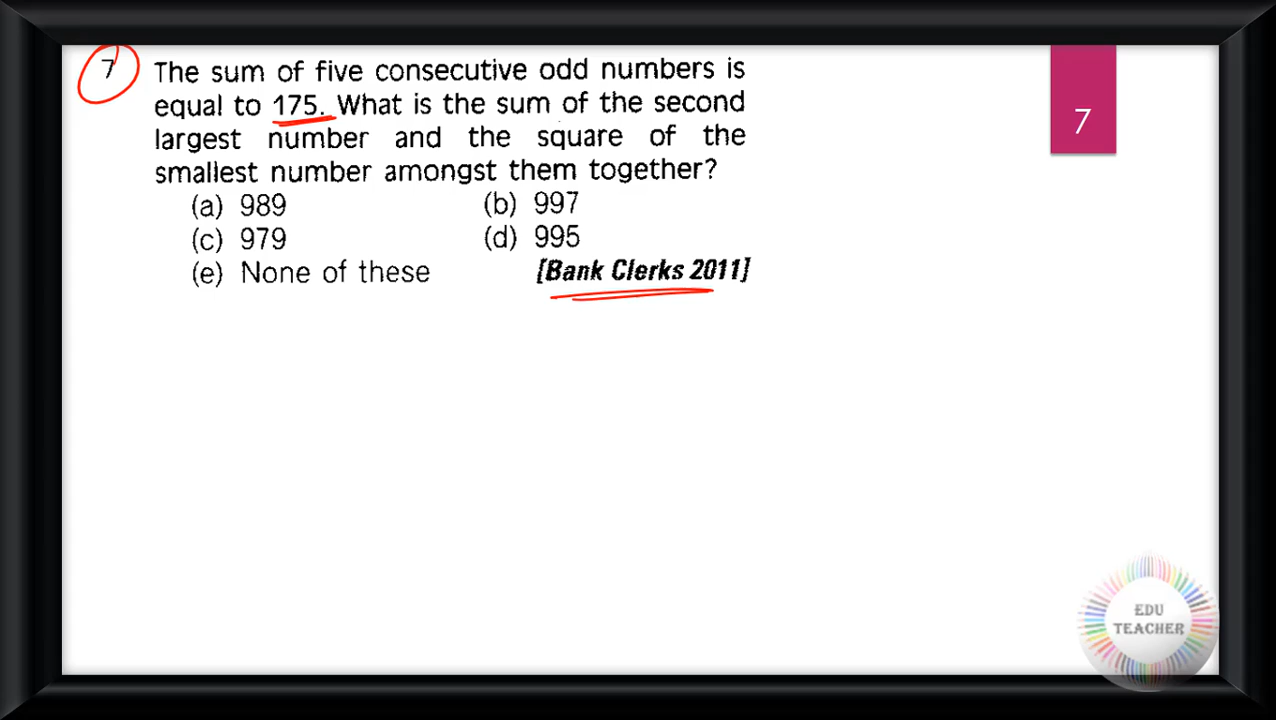 7 The sum of five consecutive odd numbers is
equal to 175. What is the sum of the second
largest number and the square of the
smallest number amongst them together?
(a) 989 (b) 997
(c) 979 (d) 995
(e) None of these [Bank Clerks 2011]
7
EDU
TEACHER